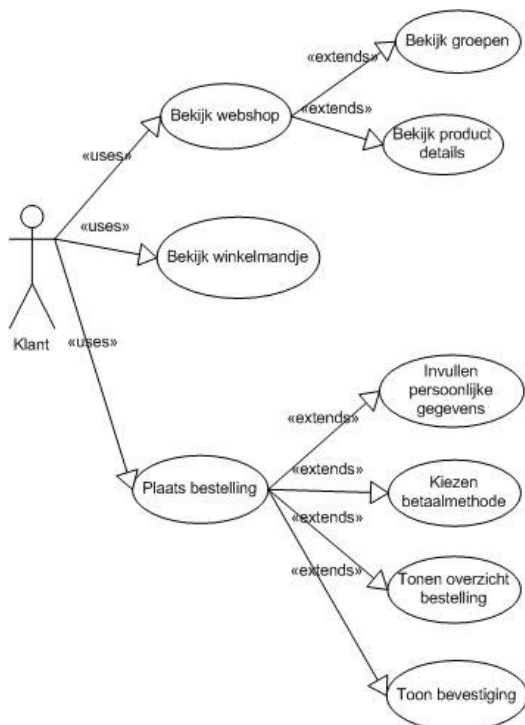 Bekijk groepen
«extends»
Bekijk webshop
«extends»
Bekijk product
details
«uses»
«uses»
Bekijk winkelmandje
Klant
«uses»
Invullen
persoonlijke
gegevens
«extends»
Plaats bestelling
«extends»
Kiezen
betaalmethode
«extends»
Tonen overzicht
bestelling
«extends»
Toon bevestiging